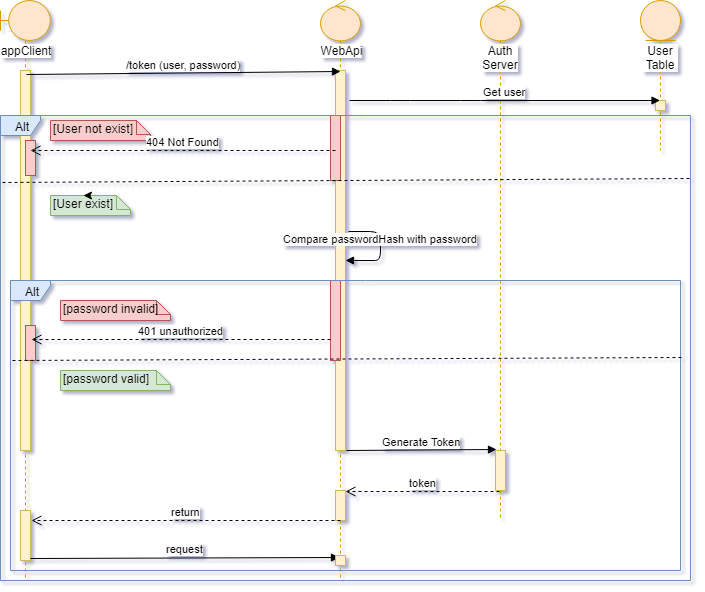 appClient
WebApi
Auth
Server
User
Table
/token (user, password)
Get user
Alt
[User not exist]
404 Not Found
[User exist]
Compare passwordHash with password
Alt
[password invalid]
401 unauthorized
[password valid]
Generate Token
token
return
request